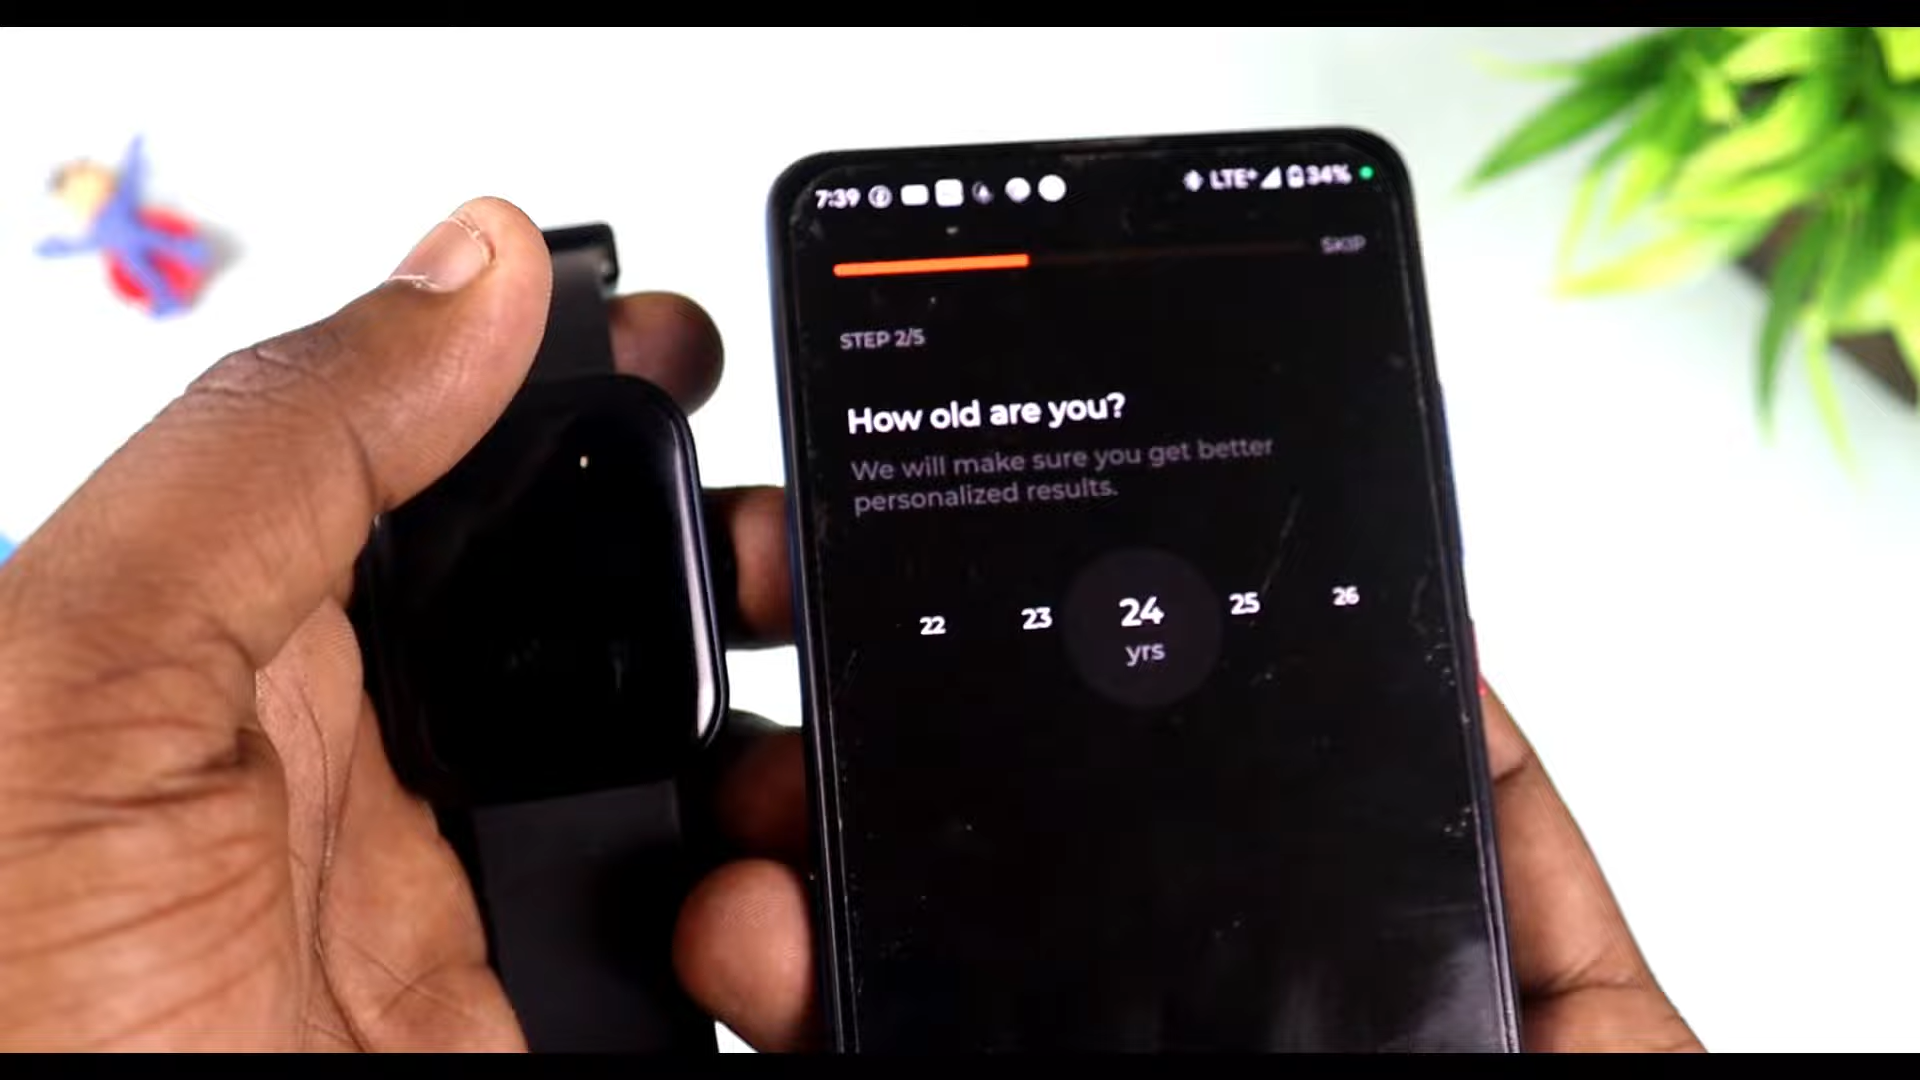 7:39 LTE+ 34%
SKIP
STEP 2/5
How old are you?
We will make sure you get better
personalized results.
22 23 24 25 26
yrs